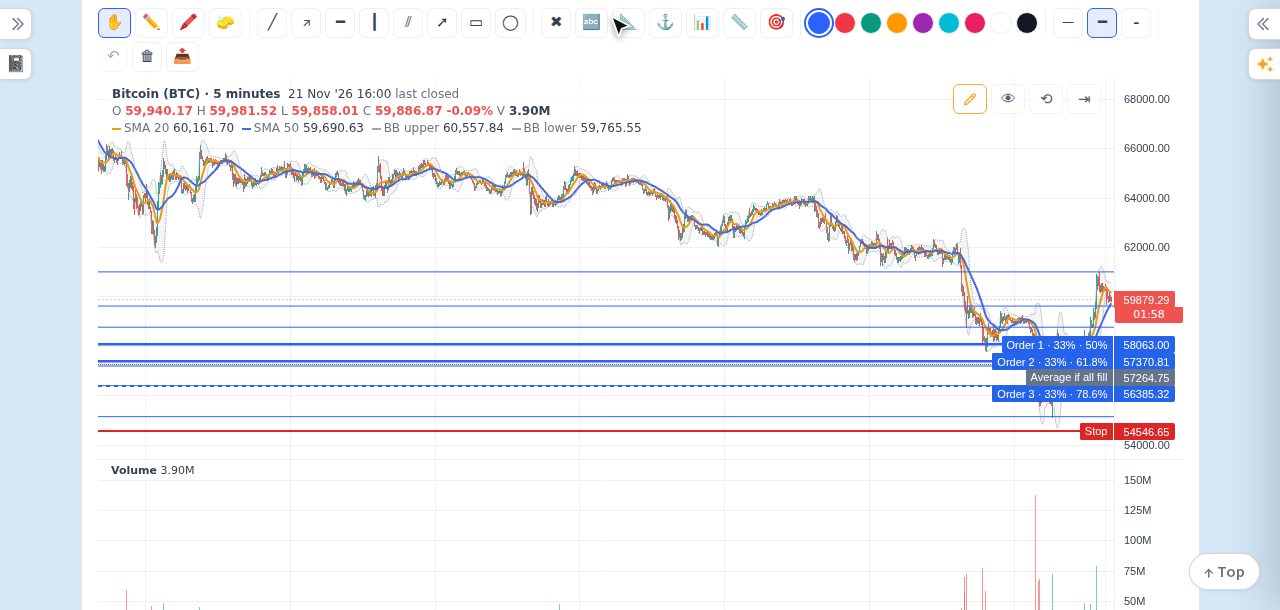 abc
Bitcoin (BTC) · 5 minutes 21 Nov '26 16:00 last closed
O 59,940.17 H 59,981.52 L 59,858.01 C 59,886.87 -0.09% V 3.90M
SMA 20 60,161.70 SMA 50 59,690.63 BB upper 60,557.84 BB lower 59,765.55
68000.00
66000.00
64000.00
62000.00
59879.29
01:58
Order 1 · 33% · 50% 58063.00
Order 2 · 33% · 61.8% 57370.81
Average if all fill 57264.75
Order 3 · 33% · 78.6% 56385.32
Stop 54546.65
54000.00
Volume 3.90M
150M
125M
100M
75M
50M
↑ Top